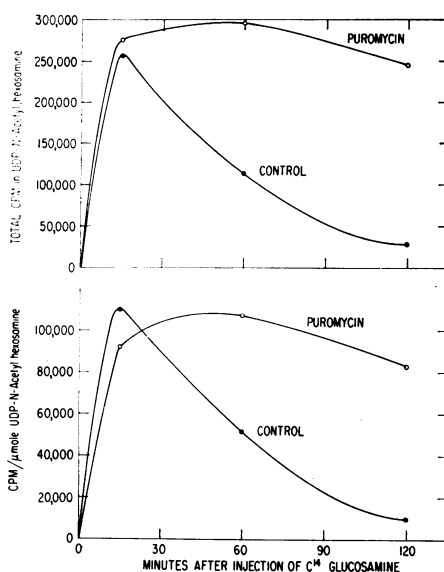 TOTAL CPM in UDP-N-Acetyl hexosamine
300,000
250,000
200,000
150,000
100,000
50,000
0
PUROMYCIN
CONTROL
CPM/μmole UDP-N-Acetyl hexosamine
100,000
80,000
60,000
40,000
20,000
0
PUROMYCIN
CONTROL
0 30 60 90 120
MINUTES AFTER INJECTION OF C¹⁴ GLUCOSAMINE